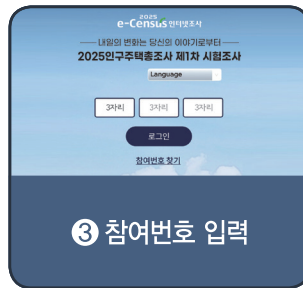 2025
e-Census 인터넷조사
내일의 변화는 당신의 이야기로부터
2025인구주택총조사 제1차 시험조사
Language
3자리 3자리 3자리
로그인
참여번호 찾기
❸ 참여번호 입력